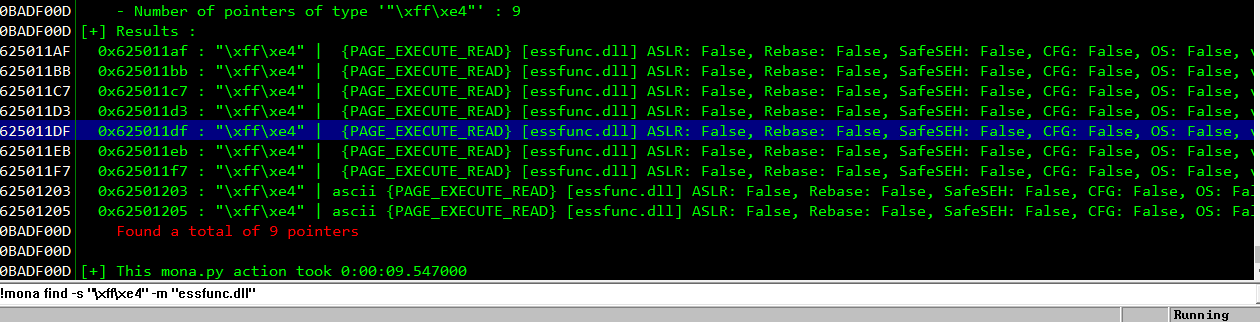 0BADF00D - Number of pointers of type '"\xff\xe4"' : 9
0BADF00D [+] Results :
625011AF 0x625011af : "\xff\xe4" | {PAGE_EXECUTE_READ} [essfunc.dll] ASLR: False, Rebase: False, SafeSEH: False, CFG: False, OS: False, v
625011BB 0x625011bb : "\xff\xe4" | {PAGE_EXECUTE_READ} [essfunc.dll] ASLR: False, Rebase: False, SafeSEH: False, CFG: False, OS: False, v
625011C7 0x625011c7 : "\xff\xe4" | {PAGE_EXECUTE_READ} [essfunc.dll] ASLR: False, Rebase: False, SafeSEH: False, CFG: False, OS: False, v
625011D3 0x625011d3 : "\xff\xe4" | {PAGE_EXECUTE_READ} [essfunc.dll] ASLR: False, Rebase: False, SafeSEH: False, CFG: False, OS: False, v
625011DF 0x625011df : "\xff\xe4" | {PAGE_EXECUTE_READ} [essfunc.dll] ASLR: False, Rebase: False, SafeSEH: False, CFG: False, OS: False, v
625011EB 0x625011eb : "\xff\xe4" | {PAGE_EXECUTE_READ} [essfunc.dll] ASLR: False, Rebase: False, SafeSEH: False, CFG: False, OS: False, v
625011F7 0x625011f7 : "\xff\xe4" | {PAGE_EXECUTE_READ} [essfunc.dll] ASLR: False, Rebase: False, SafeSEH: False, CFG: False, OS: False, v
62501203 0x62501203 : "\xff\xe4" | ascii {PAGE_EXECUTE_READ} [essfunc.dll] ASLR: False, Rebase: False, SafeSEH: False, CFG: False, OS: Fal
62501205 0x62501205 : "\xff\xe4" | ascii {PAGE_EXECUTE_READ} [essfunc.dll] ASLR: False, Rebase: False, SafeSEH: False, CFG: False, OS: Fal
0BADF00D Found a total of 9 pointers
0BADF00D
0BADF00D [+] This mona.py action took 0:00:09.547000
!mona find -s "\xff\xe4" -m "essfunc.dll"
Running